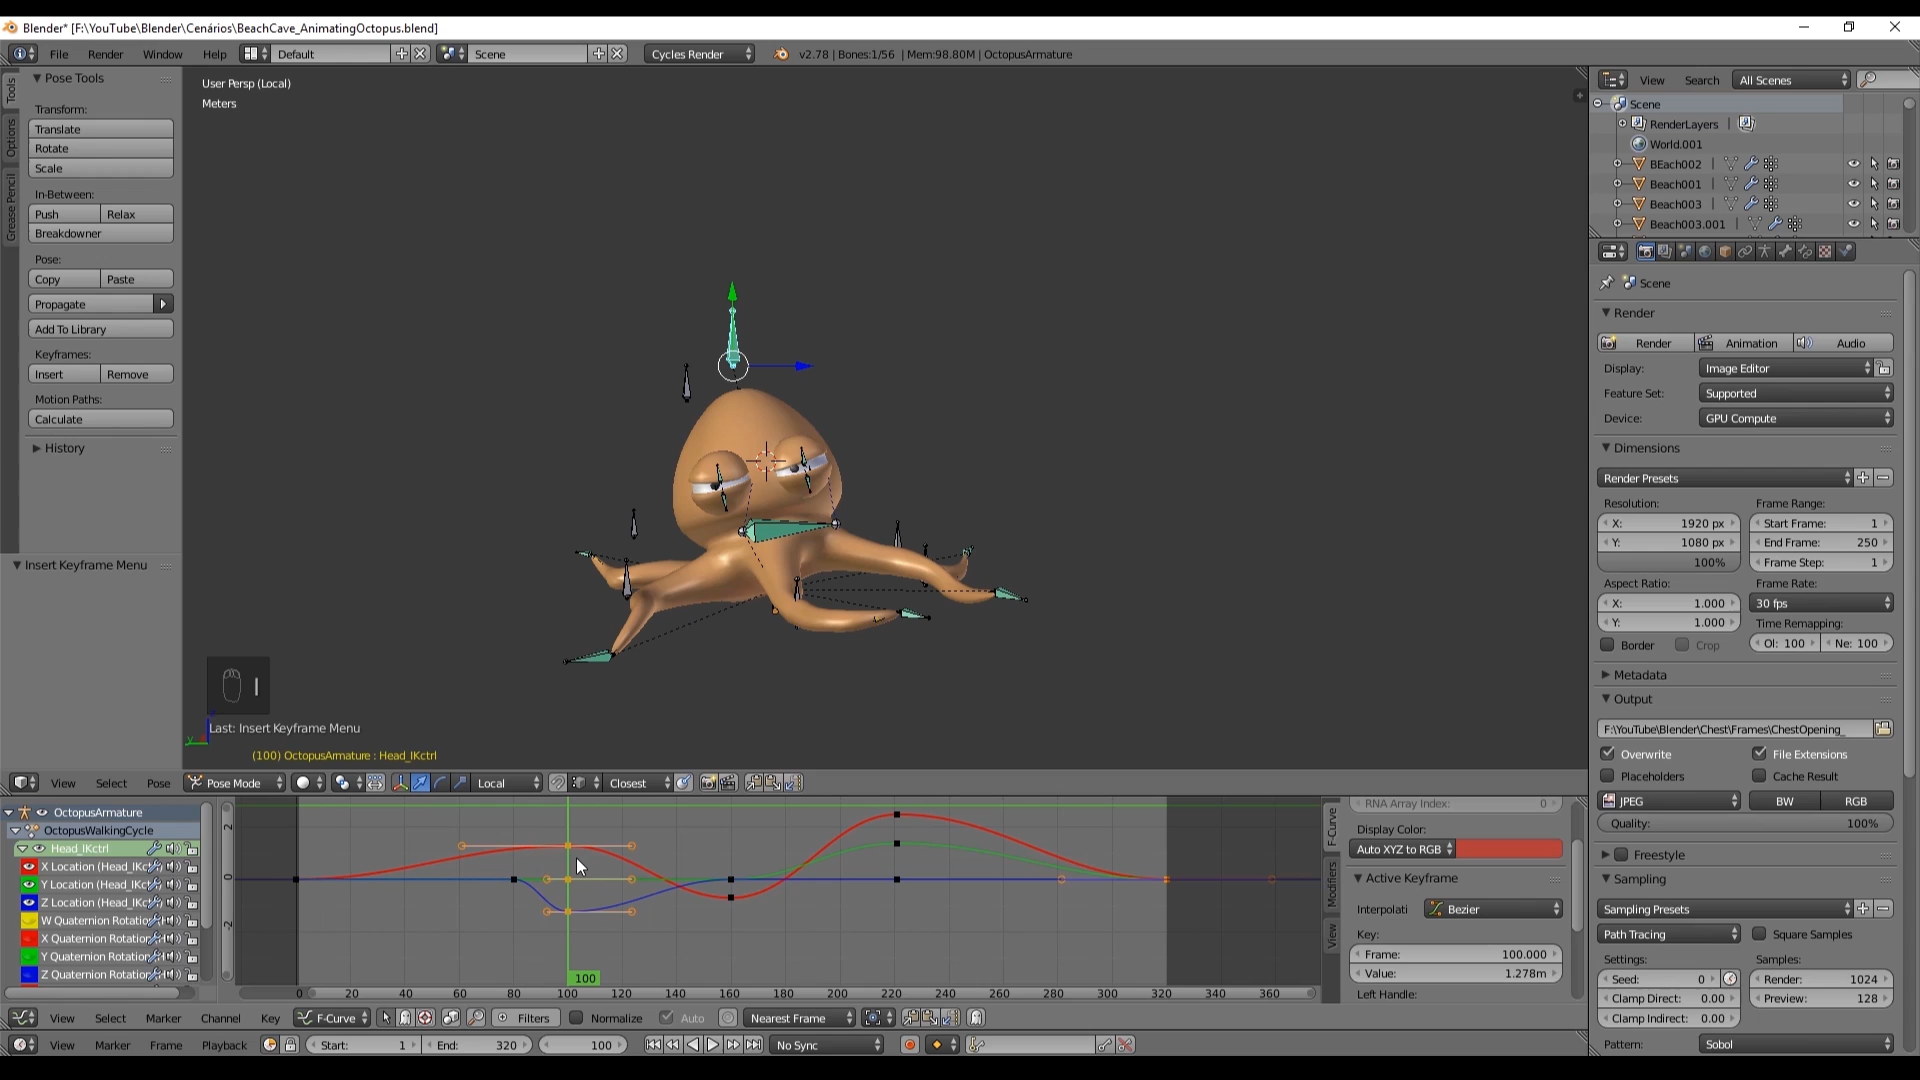 Blender* [F:\YouTube\Blender\Cenários\BeachCave_AnimatingOctopus.blend]
File Render Window Help Default Scene Cycles Render v2.78 | Bones:1/56 | Mem:98.80M | OctopusArmature
Tools
Options
Grease Pencil
Pose Tools
Transform:
Translate
Rotate
Scale
In-Between:
Push Relax
Breakdowner
Pose:
Copy Paste
Propagate
Add To Library
Keyframes:
Insert Remove
Motion Paths:
Calculate
History
Insert Keyframe Menu
User Persp (Local)
Meters
I
y
Last: Insert Keyframe Menu
(100) OctopusArmature : Head_IKctrl
View Select Pose Pose Mode Local Closest
OctopusArmature
OctopusWalkingCycle
Head_IKctrl
X Location (Head_IKc
Y Location (Head_IKc
Z Location (Head_IKc
W Quaternion Rotatio
X Quaternion Rotation
Y Quaternion Rotation
Z Quaternion Rotation
2
0
-2
100
0 20 40 60 80 100 120 140 160 180 200 220 240 260 280 300 320 340 360
F-Curve
Modifiers
View
RNA Array Index: 0
Display Color:
Auto XYZ to RGB
Active Keyframe
Interpolati Bezier
Key:
Frame: 100.000
Value: 1.278m
Left Handle:
View Select Marker Channel Key F-Curve Filters Normalize Auto Nearest Frame
View Marker Frame Playback Start: 1 End: 320 100 No Sync
View Search All Scenes
Scene
RenderLayers
World.001
BEach002
Beach001
Beach003
Beach003.001
Scene
Render
Render Animation Audio
Display: Image Editor
Feature Set: Supported
Device: GPU Compute
Dimensions
Render Presets
Resolution: Frame Range:
X: 1920 px Start Frame: 1
Y: 1080 px End Frame: 250
100% Frame Step: 1
Aspect Ratio: Frame Rate:
X: 1.000 30 fps
Y: 1.000 Time Remapping:
Border Crop Ol: 100 Ne: 100
Metadata
Output
F:\YouTube\Blender\Chest\Frames\ChestOpening_
Overwrite File Extensions
Placeholders Cache Result
JPEG BW RGB
Quality: 100%
Freestyle
Sampling
Sampling Presets
Path Tracing Square Samples
Settings: Samples:
Seed: 0 Render: 1024
Clamp Direct: 0.00 Preview: 128
Clamp Indirect: 0.00
Pattern: Sobol